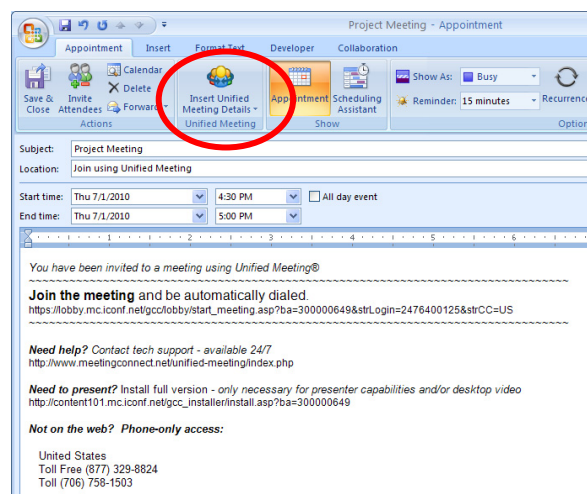 Project Meeting - Appointment
Appointment Insert Format Text Developer Collaboration
Save & Close
Invite Attendees
Calendar
Delete
Forward
Actions
Insert Unified Meeting Details
Unified Meeting
Appointment
Scheduling Assistant
Show
Show As: Busy
Reminder: 15 minutes
Recurrence
Option
Subject: Project Meeting
Location: Join using Unified Meeting
Start time: Thu 7/1/2010 4:30 PM All day event
End time: Thu 7/1/2010 5:00 PM
1 2 3 4 5 6
You have been invited to a meeting using Unified Meeting®
~~~~~~~~~~~~~~~~~~~~~~~~~~~~~~~~~~~~~~~~~~~~~~~~~~~~~~~~~~~~
Join the meeting and be automatically dialed.
https://lobby.mc.iconf.net/gcc/lobby/start_meeting.asp?ba=300000649&strLogin=2476400125&strCC=US
~~~~~~~~~~~~~~~~~~~~~~~~~~~~~~~~~~~~~~~~~~~~~~~~~~~~~~~~~~~~
Need help? Contact tech support - available 24/7
http://www.meetingconnect.net/unified-meeting/index.php
Need to present? Install full version - only necessary for presenter capabilities and/or desktop video
http://content101.mc.iconf.net/gcc_installer/install.asp?ba=300000649
Not on the web? Phone-only access:
United States
Toll Free (877) 329-8824
Toll (706) 758-1503